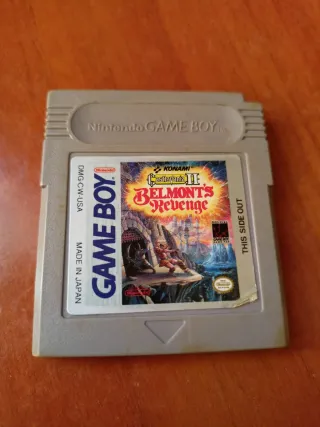 Nintendo GAME BOY
Nintendo
GAME BOY
DMG-CW-USA
MADE IN JAPAN
KONAMI
Castlevania II
BELMONT'S
Revenge
THIS SIDE OUT